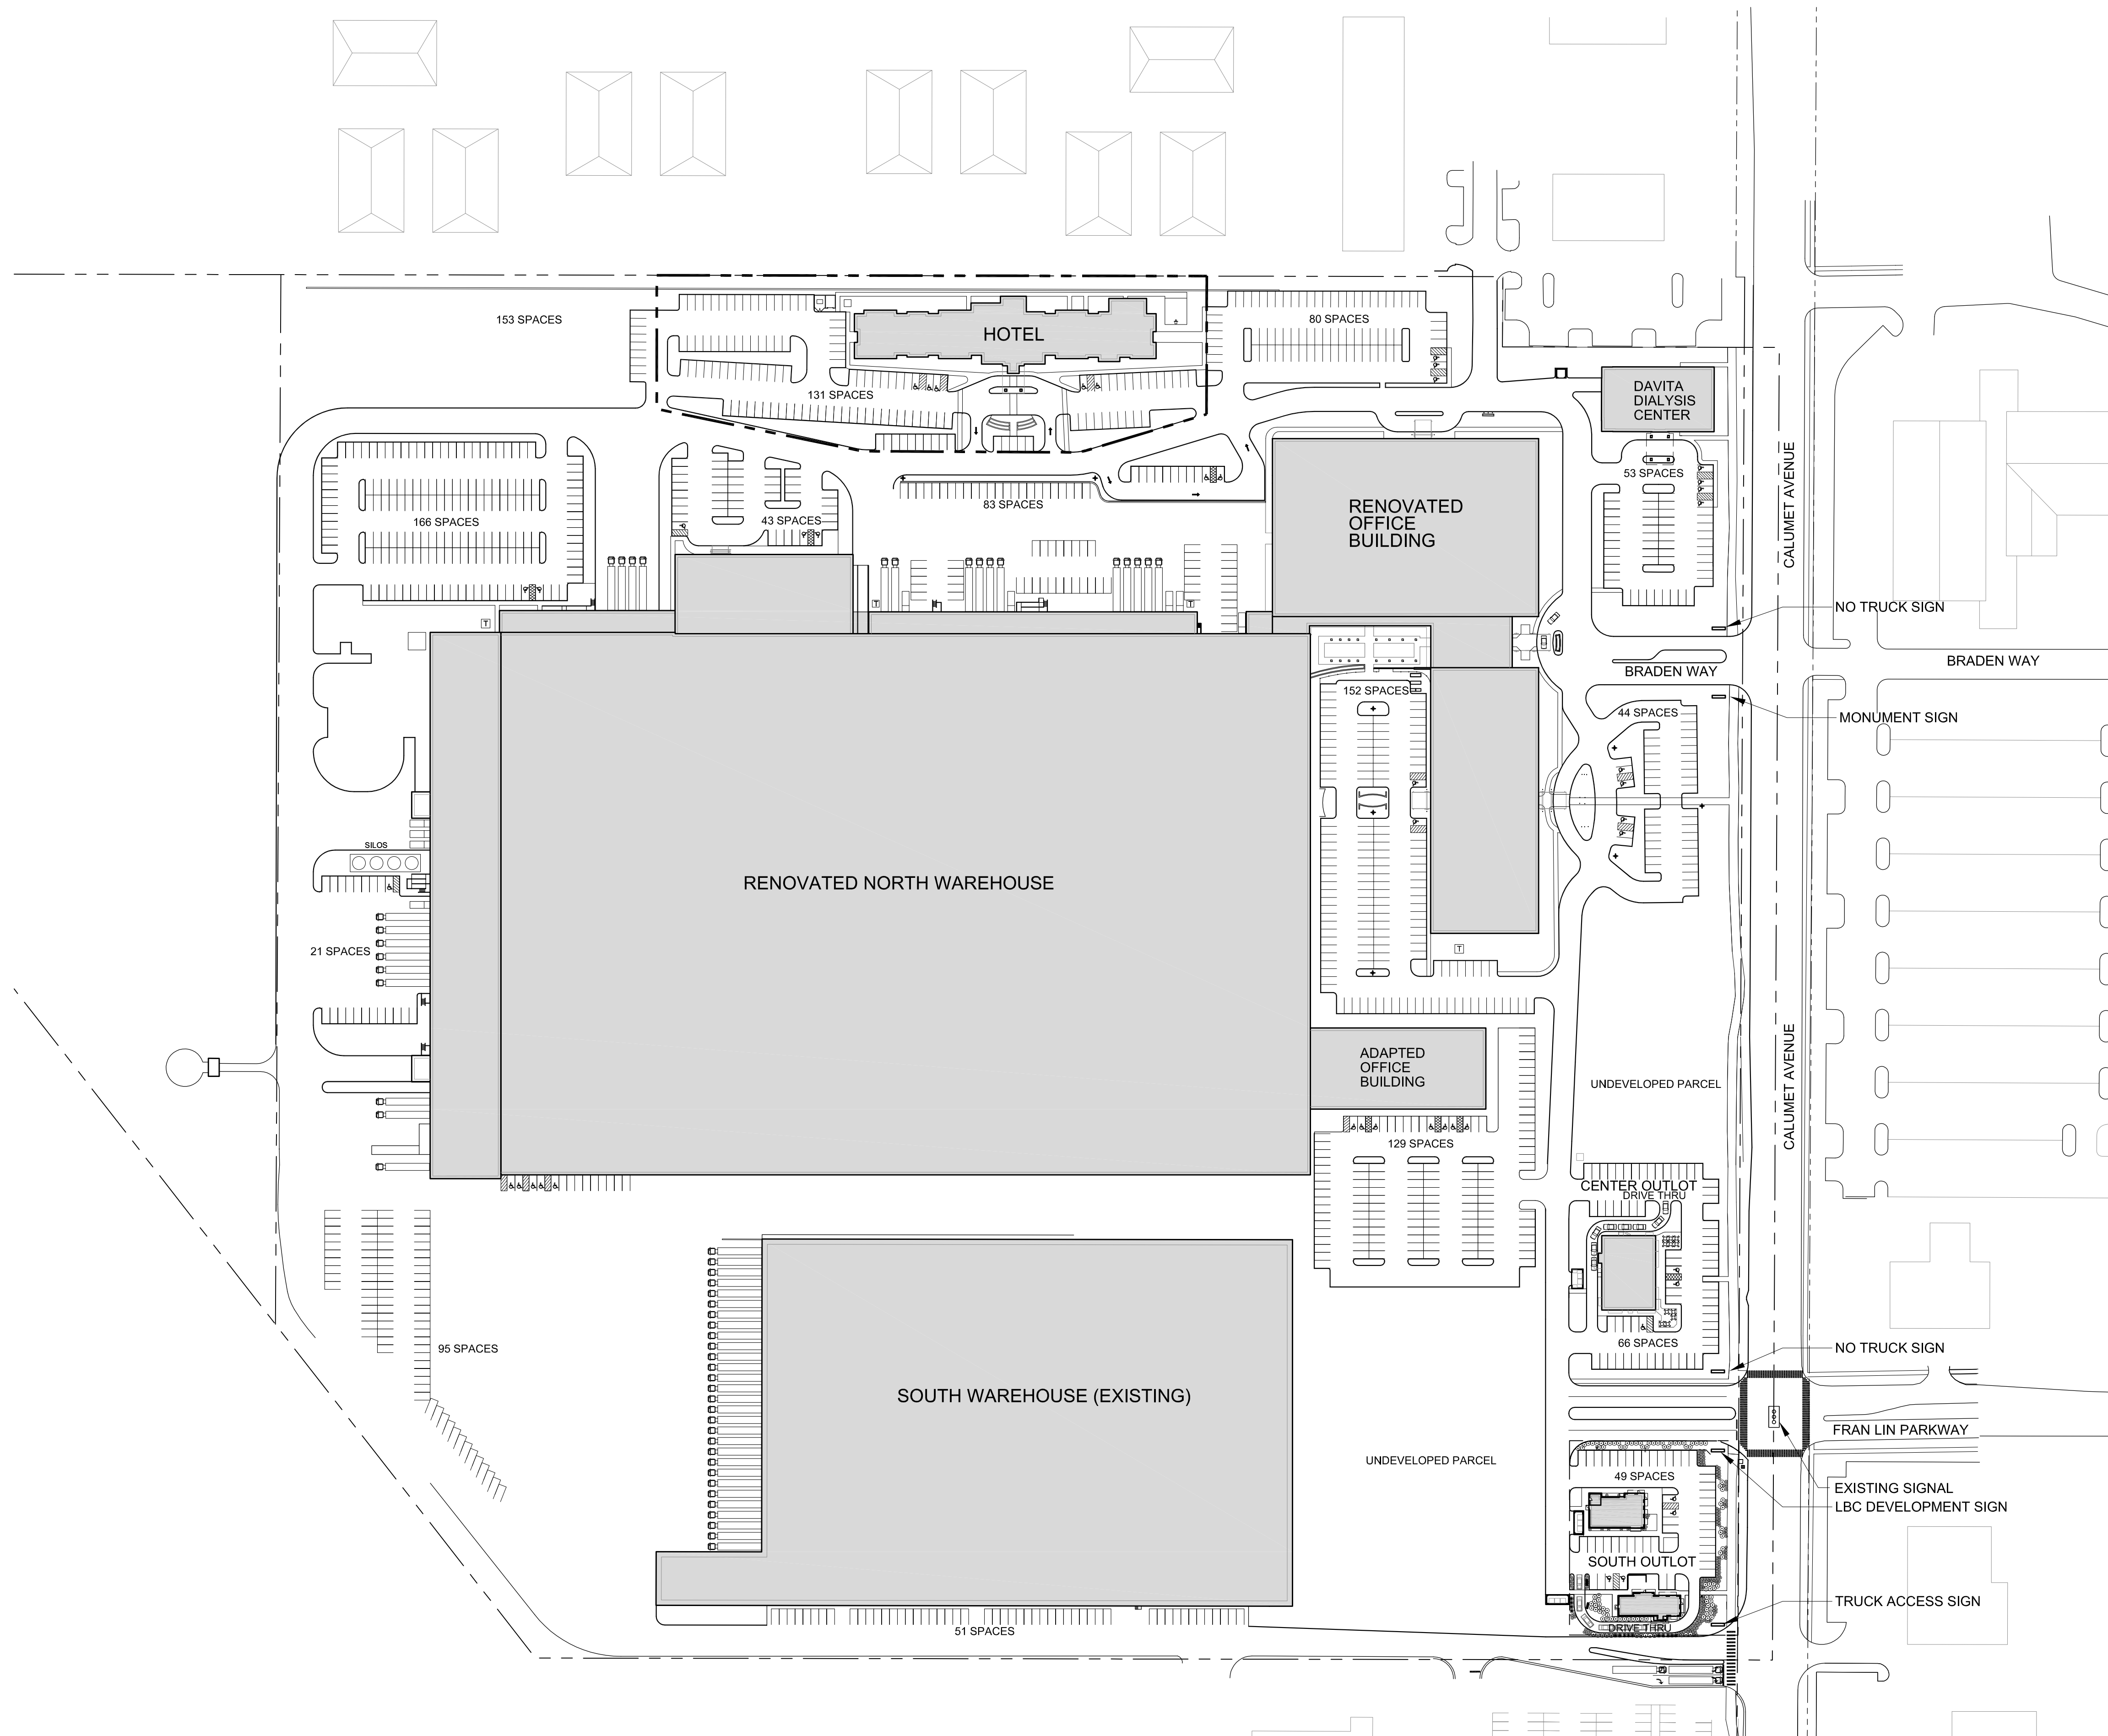 153 SPACES
HOTEL
80 SPACES
131 SPACES
DAVITA
DIALYSIS
CENTER
53 SPACES
CALUMET AVENUE
166 SPACES
43 SPACES
83 SPACES
RENOVATED
OFFICE
BUILDING
T
T
T
NO TRUCK SIGN
BRADEN WAY
BRADEN WAY
152 SPACES
44 SPACES
MONUMENT SIGN
SILOS
RENOVATED NORTH WAREHOUSE
21 SPACES
T
ADAPTED
OFFICE
BUILDING
UNDEVELOPED PARCEL
CALUMET AVENUE
129 SPACES
CENTER OUTLOT
DRIVE THRU
95 SPACES
66 SPACES
NO TRUCK SIGN
SOUTH WAREHOUSE (EXISTING)
FRAN LIN PARKWAY
UNDEVELOPED PARCEL
49 SPACES
EXISTING SIGNAL
LBC DEVELOPMENT SIGN
SOUTH OUTLOT
TRUCK ACCESS SIGN
DRIVE THRU
51 SPACES